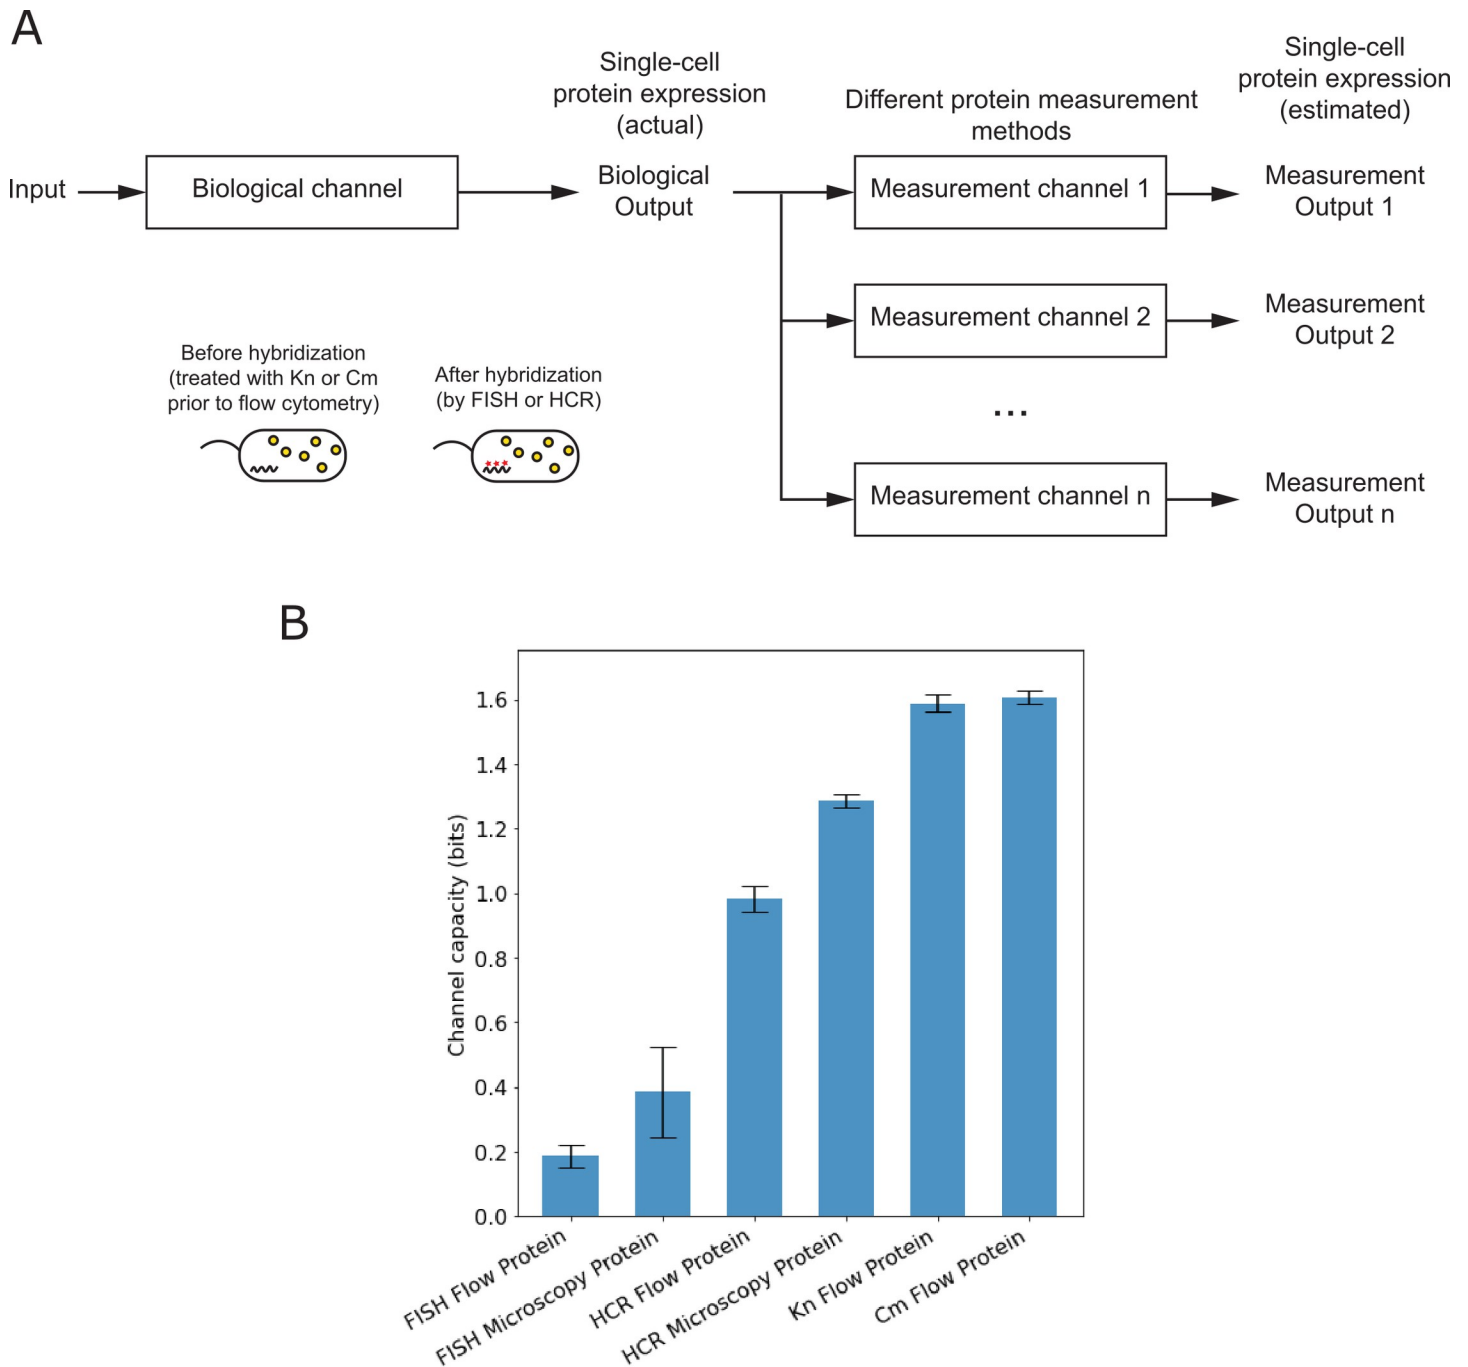 A
Single-cell
protein expression
(actual)
Different protein measurement
methods
Single-cell
protein expression
(estimated)
Input
Biological channel
Biological
Output
Measurement channel 1
Measurement
Output 1
Measurement channel 2
Measurement
Output 2
...
Measurement channel n
Measurement
Output n
Before hybridization
(treated with Kn or Cm
prior to flow cytometry)
After hybridization
(by FISH or HCR)
B
Channel capacity (bits)
1.6
1.4
1.2
1.0
0.8
0.6
0.4
0.2
0.0
FISH Flow Protein
FISH Microscopy Protein
HCR Flow Protein
HCR Microscopy Protein
Kn Flow Protein
Cm Flow Protein